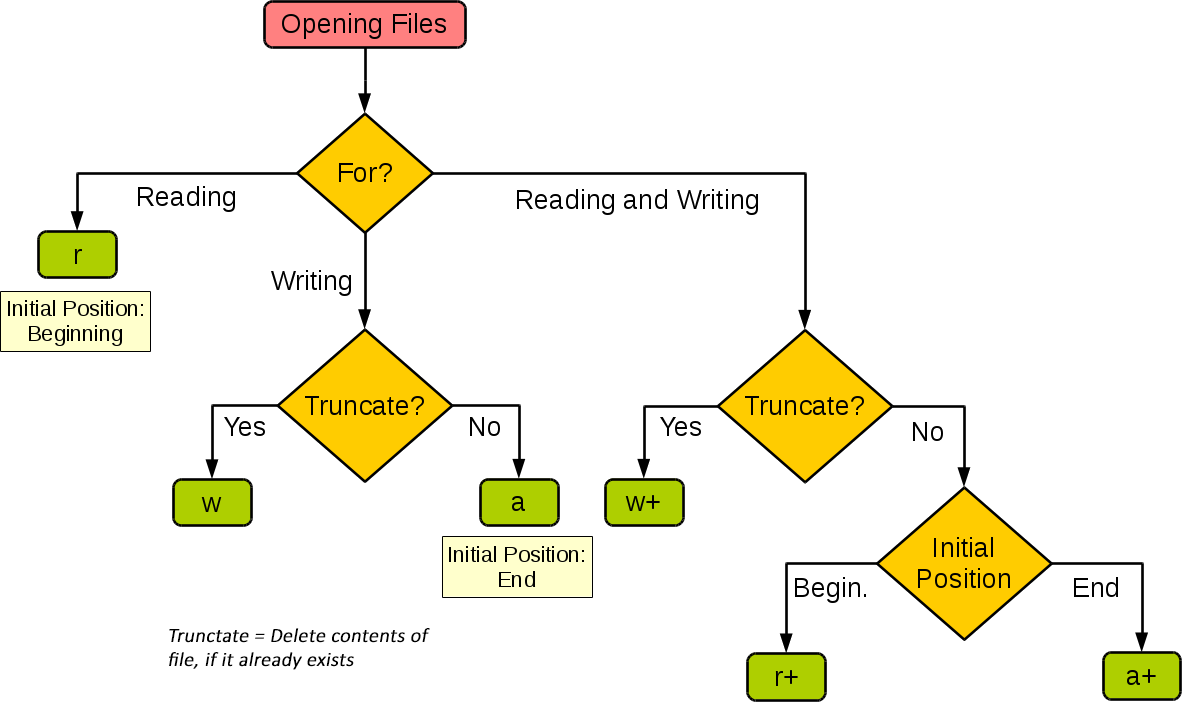 Opening Files
For?
Reading
Reading and Writing
r
Writing
Initial Position:
Beginning
Truncate?
Yes
No
w
a
Initial Position:
End
Truncate?
Yes
No
w+
Initial
Position
Begin.
End
r+
a+
Trunctate = Delete contents of
file, if it already exists